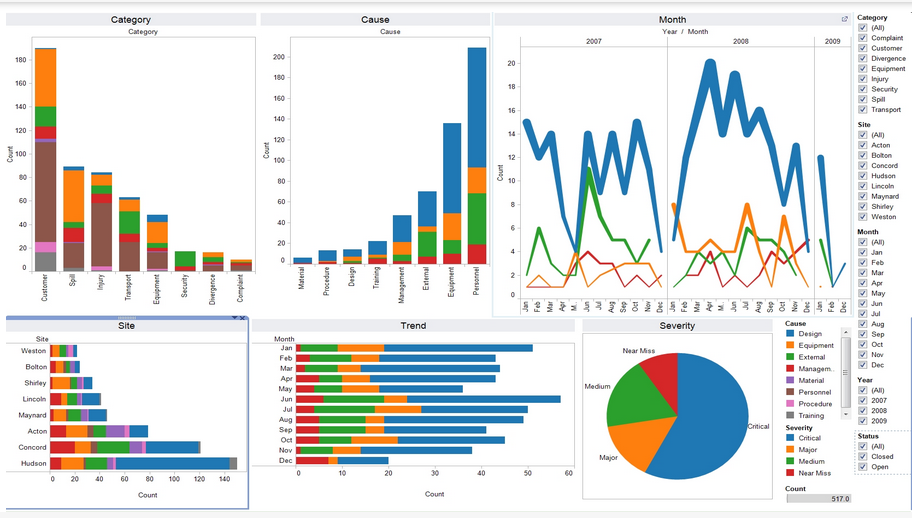 Category
Category
Count
180
160
140
120
100
80
60
40
20
0
Customer
Spill
Injury
Transport
Equipment
Security
Divergence
Complaint
Cause
Cause
Count
200
180
160
140
120
100
80
60
40
20
0
Material
Procedure
Design
Training
Management
External
Equipment
Personnel
Month
Year / Month
2007 2008 2009
Count
20
18
16
14
12
10
8
6
4
2
0
Jan Feb Mar Apr M.. Jun Jul Aug Sep Oct Nov Dec Jan Feb Mar Apr M.. Jun Jul Aug Sep Oct Nov Dec Jan Feb Dec
Category
(All)
Complaint
Customer
Divergence
Equipment
Injury
Security
Spill
Transport
Site
(All)
Acton
Bolton
Concord
Hudson
Lincoln
Maynard
Shirley
Weston
Month
(All)
Jan
Feb
Mar
Apr
May
Jun
Jul
Aug
Sep
Oct
Nov
Dec
Year
(All)
2007
2008
2009
Status
(All)
Closed
Open
Site
Site
Weston
Bolton
Shirley
Lincoln
Maynard
Acton
Concord
Hudson
0 20 40 60 80 100 120 140
Count
Trend
Month
Jan
Feb
Mar
Apr
May
Jun
Jul
Aug
Sep
Oct
Nov
Dec
0 10 20 30 40 50 60
Count
Severity
Near Miss
Medium
Major
Critical
Cause
Design
Equipment
External
Managem..
Material
Personnel
Procedure
Training
Severity
Critical
Major
Medium
Near Miss
Count
517.0